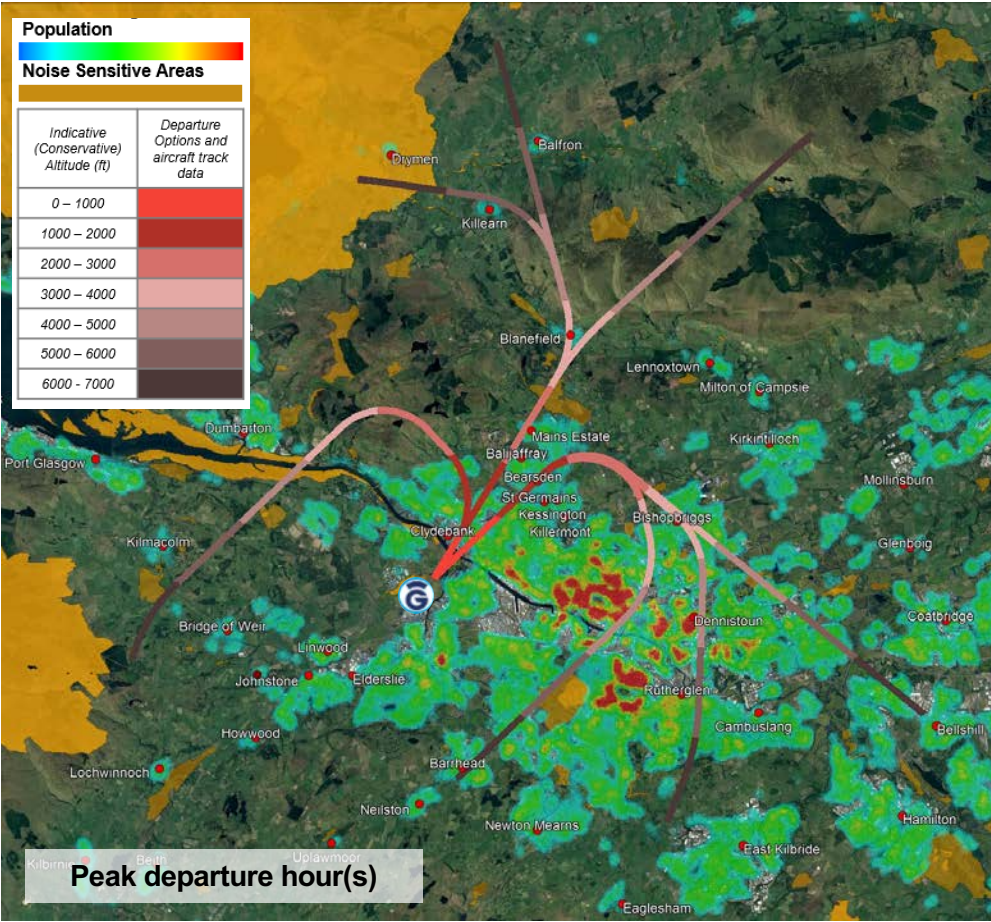 Population
Noise Sensitive Areas
Indicative
(Conservative)
Altitude (ft)
Departure
Options and
aircraft track
data
0 – 1000
1000 – 2000
2000 – 3000
3000 – 4000
4000 – 5000
5000 – 6000
6000 - 7000
Drymen
Balfron
Killearn
Blanefield
Lennoxtown
Milton of Campsie
Dumbarton
Mains Estate
Kirkintilloch
Baljaffray
Port Glasgow
Bearsden
Mollinsburn
St Germains
Kessington
Bishopbriggs
Clydebank
Killermont
Kilmacolm
Glenboig
G
Coatbridge
Dennistoun
Bridge of Weir
Linwood
Johnstone
Elderslie
Rutherglen
Cambuslang
Bellshill
Howwood
Barrhead
Lochwinnoch
Neilston
Newton Mearns
Hamilton
East Kilbride
Uplawmoor
Beith
Kilbirnie
Peak departure hour(s)
Eaglesham